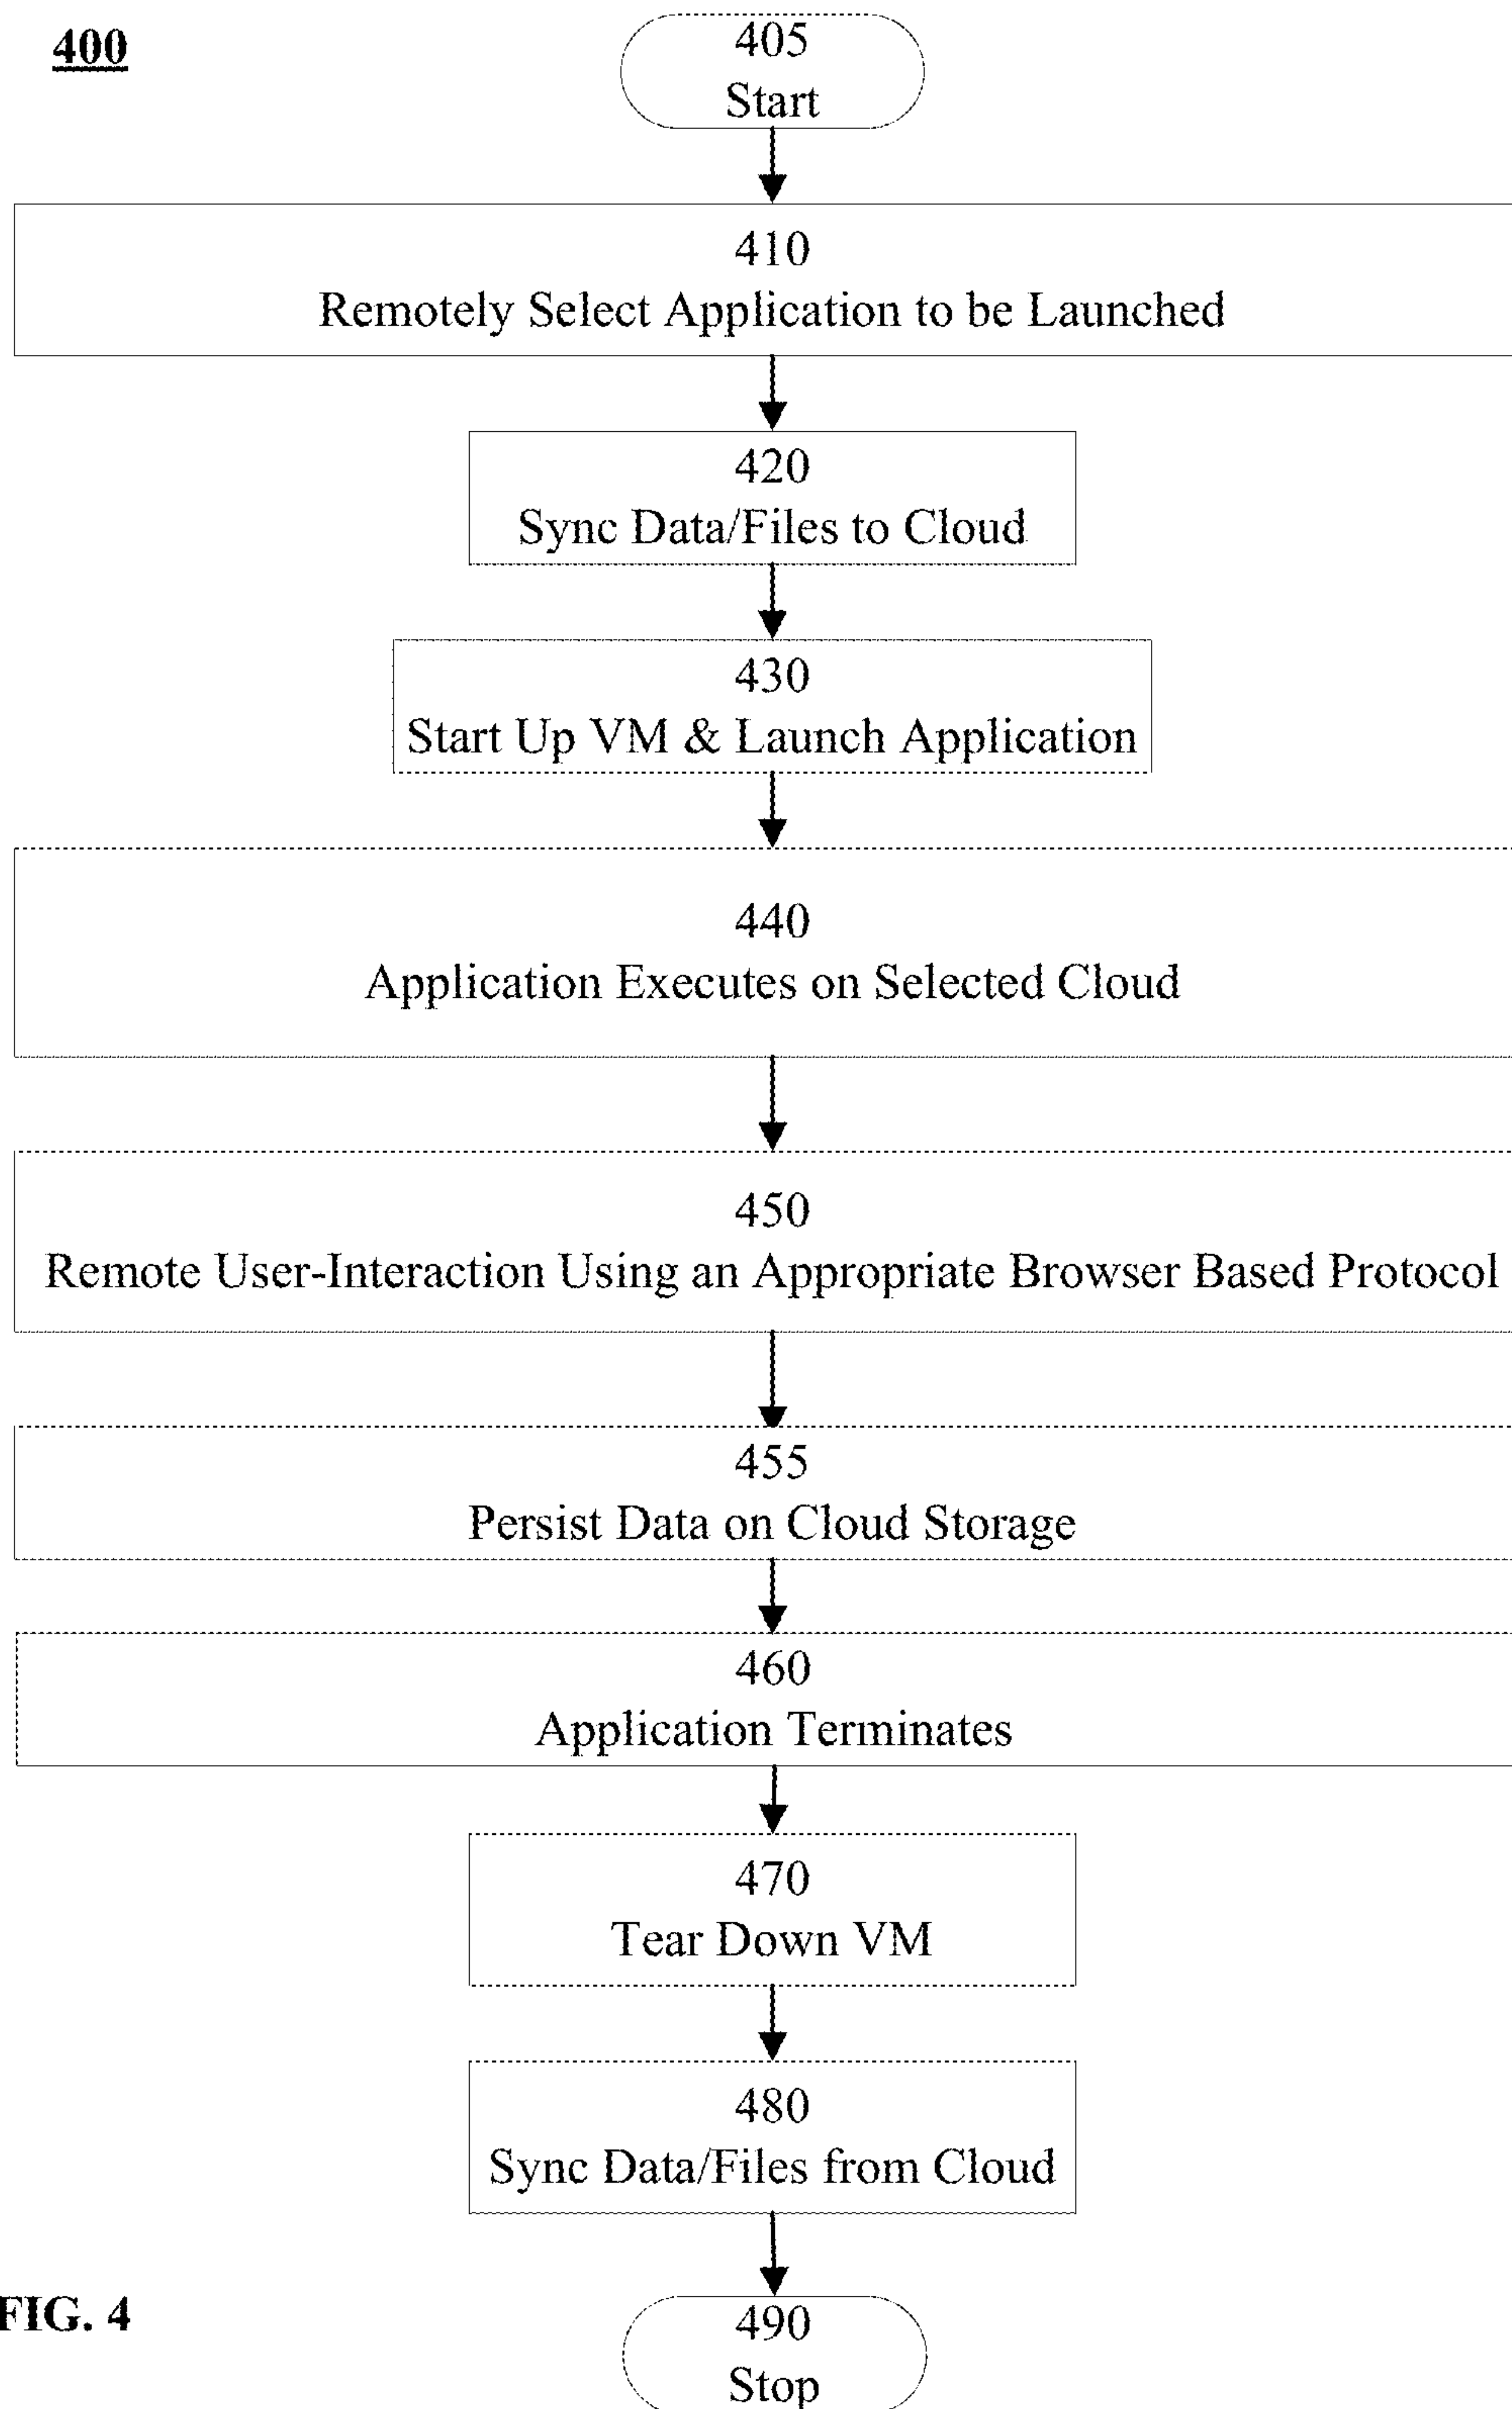 400
405
Start
410
Remotely Select Application to be Launched
420
Sync Data/Files to Cloud
430
Start Up VM & Launch Application
440
Application Executes on Selected Cloud
450
Remote User-Interaction Using an Appropriate Browser Based Protocol
455
Persist Data on Cloud Storage
460
Application Terminates
470
Tear Down VM
480
Sync Data/Files from Cloud
FIG. 4
490
Stop